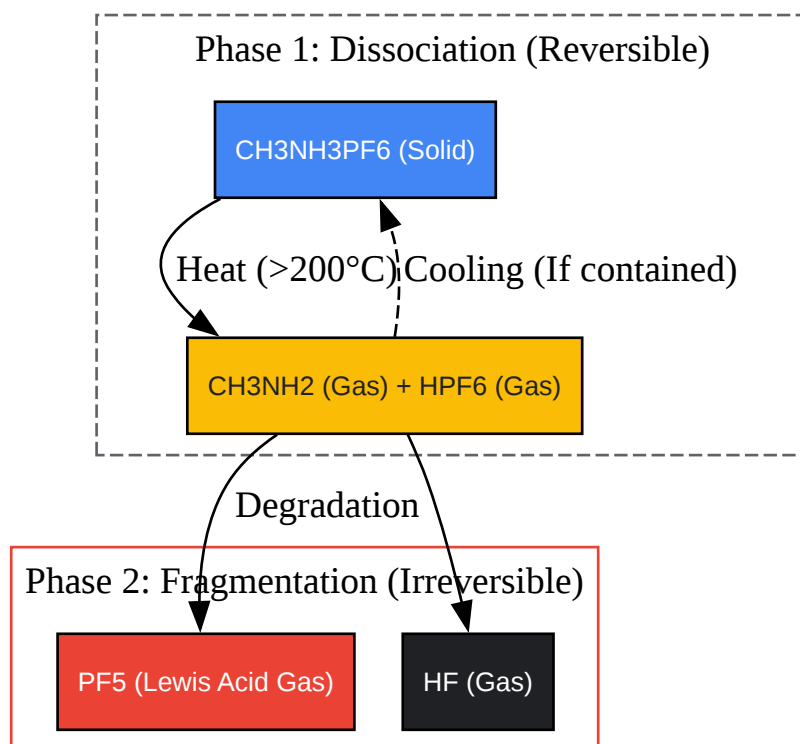 Phase 1: Dissociation (Reversible)
CH3NH3PF6 (Solid)
Heat (>200°C)
Cooling (If contained)
CH3NH2 (Gas) + HPF6 (Gas)
Degradation
Phase 2: Fragmentation (Irreversible)
PF5 (Lewis Acid Gas)
HF (Gas)